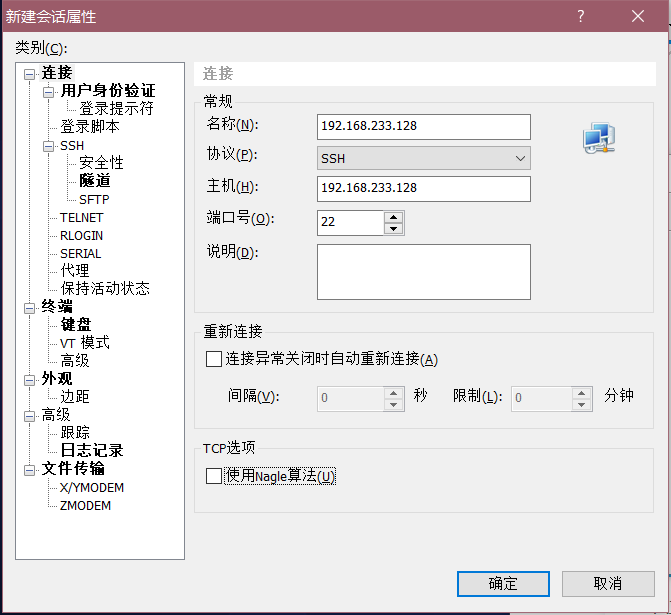 新建会话属性
类别(C):
连接
用户身份验证
登录提示符
登录脚本
SSH
安全性
隧道
SFTP
TELNET
RLOGIN
SERIAL
代理
保持活动状态
终端
键盘
VT 模式
高级
外观
边距
高级
跟踪
日志记录
文件传输
X/YMODEM
ZMODEM
连接
常规
名称(N): 192.168.233.128
协议(P): SSH
主机(H): 192.168.233.128
端口号(O): 22
说明(D):
重新连接
连接异常关闭时自动重新连接(A)
间隔(V): 0 秒 限制(L): 0 分钟
TCP选项
使用Nagle算法(U)
确定 取消